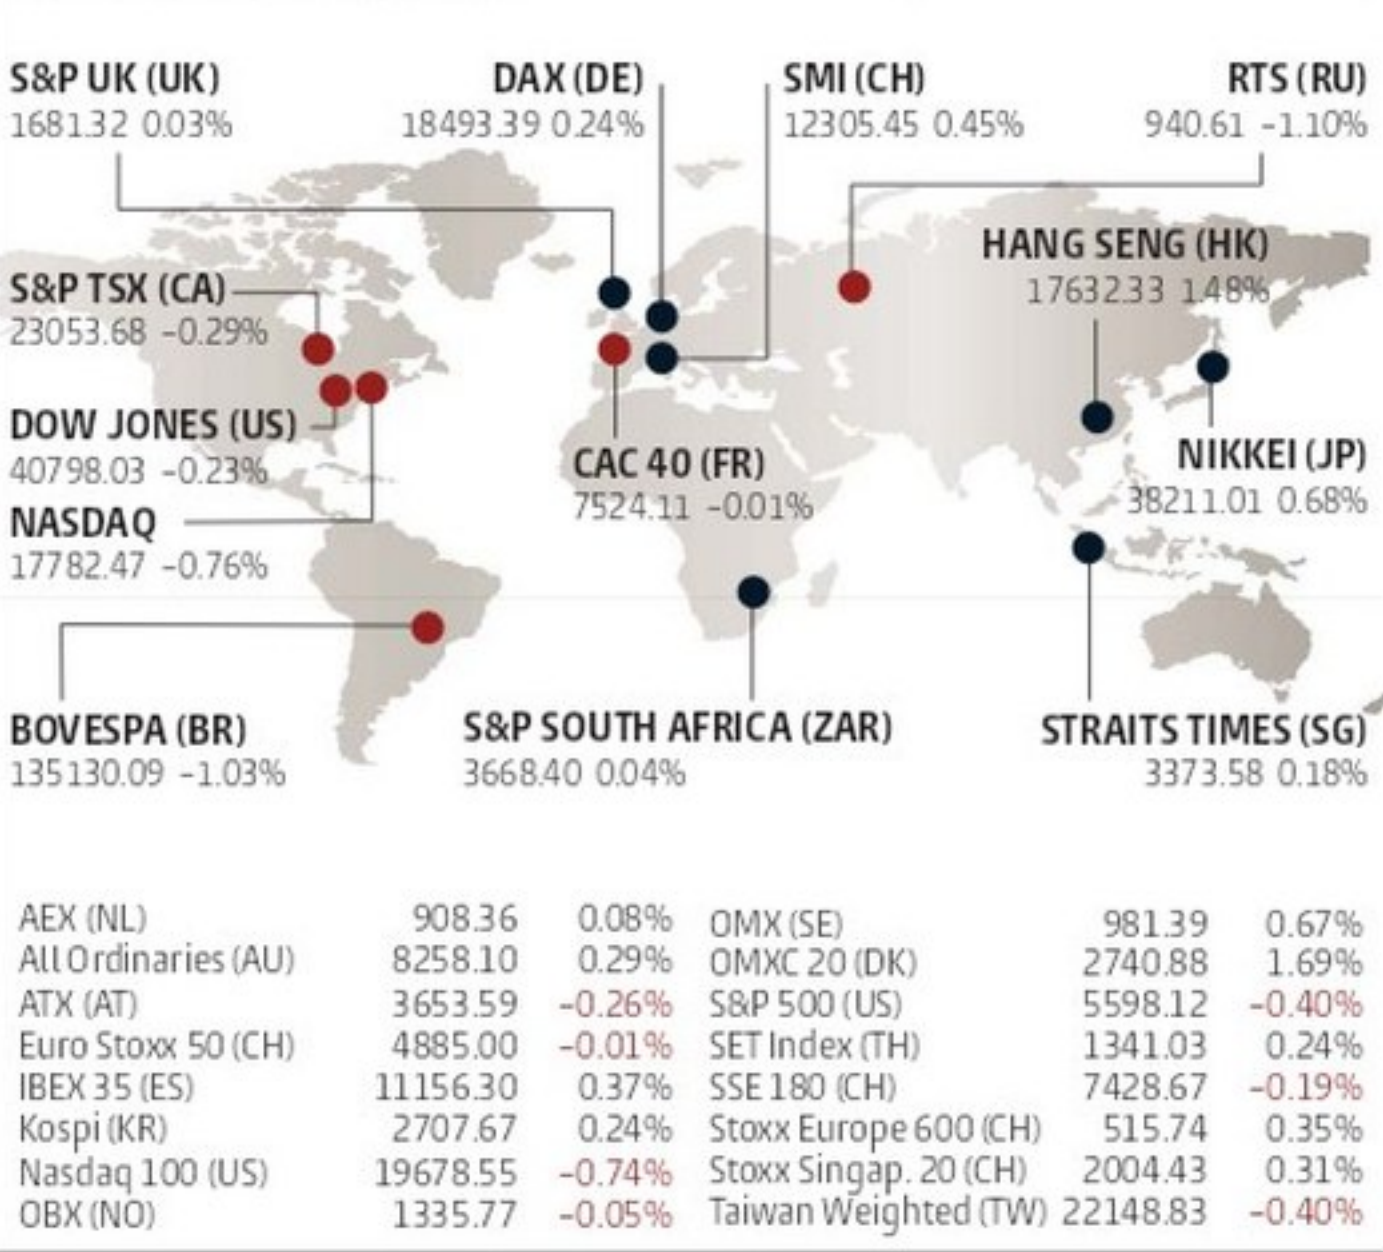 S&P UK (UK)
1681.32 0.03%
DAX (DE)
18493.39 0.24%
SMI (CH)
12305.45 0.45%
RTS (RU)
940.61 -1.10%
HANG SENG (HK)
17632.33 1.48%
S&P TSX (CA)
23053.68 -0.29%
DOW JONES (US)
40798.03 -0.23%
CAC 40 (FR)
7524.11 -0.01%
NIKKEI (JP)
38211.01 0.68%
NASDAQ
17782.47 -0.76%
BOVESPA (BR)
135130.09 -1.03%
S&P SOUTH AFRICA (ZAR)
3668.40 0.04%
STRAITS TIMES (SG)
3373.58 0.18%
AEX (NL) 908.36 0.08%
All Ordinaries (AU) 8258.10 0.29%
ATX (AT) 3653.59 -0.26%
Euro Stoxx 50 (CH) 4885.00 -0.01%
IBEX 35 (ES) 11156.30 0.37%
Kospi (KR) 2707.67 0.24%
Nasdaq 100 (US) 19678.55 -0.74%
OBX (NO) 1335.77 -0.05%
OMX (SE) 981.39 0.67%
OMXC 20 (DK) 2740.88 1.69%
S&P 500 (US) 5598.12 -0.40%
SET Index (TH) 1341.03 0.24%
SSE 180 (CH) 7428.67 -0.19%
Stoxx Europe 600 (CH) 515.74 0.35%
Stoxx Singap. 20 (CH) 2004.43 0.31%
Taiwan Weighted (TW) 22148.83 -0.40%